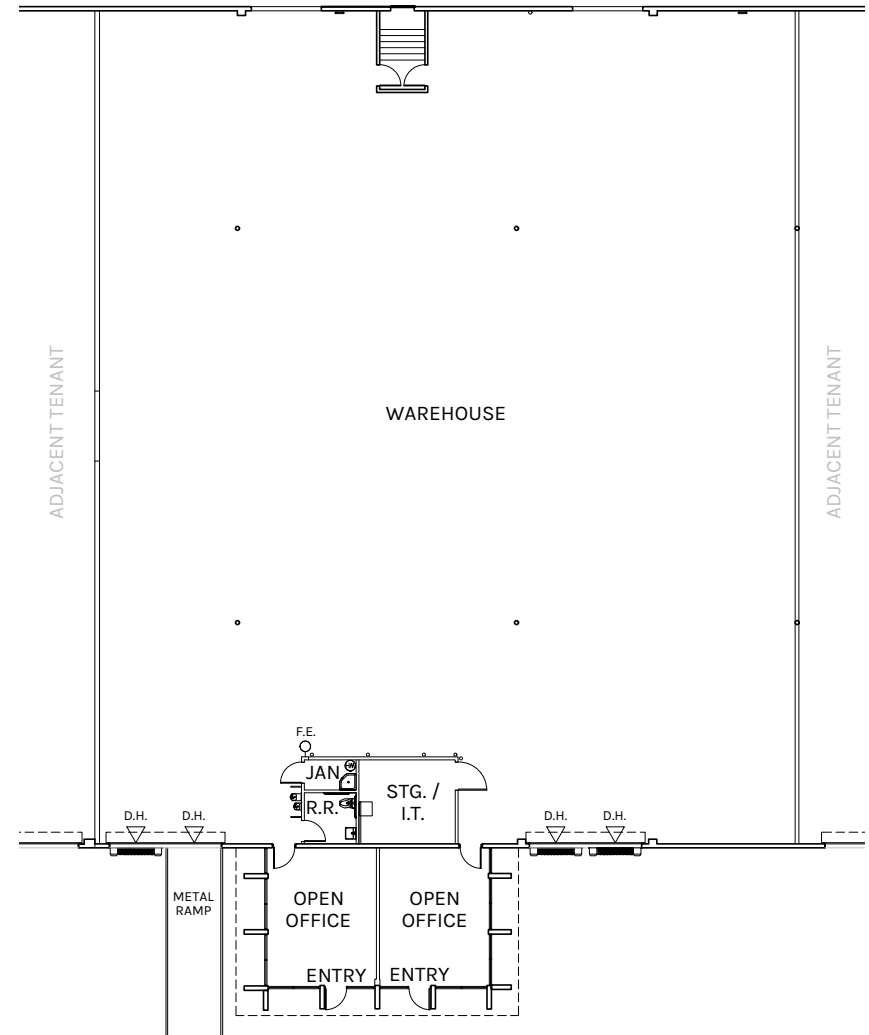 ADJACENT TENANT
WAREHOUSE
ADJACENT TENANT
F.E.
JAN
W
R.R.
STG. /
I.T.
D.H.
D.H.
D.H.
D.H.
METAL
RAMP
OPEN
OFFICE
OPEN
OFFICE
ENTRY
ENTRY